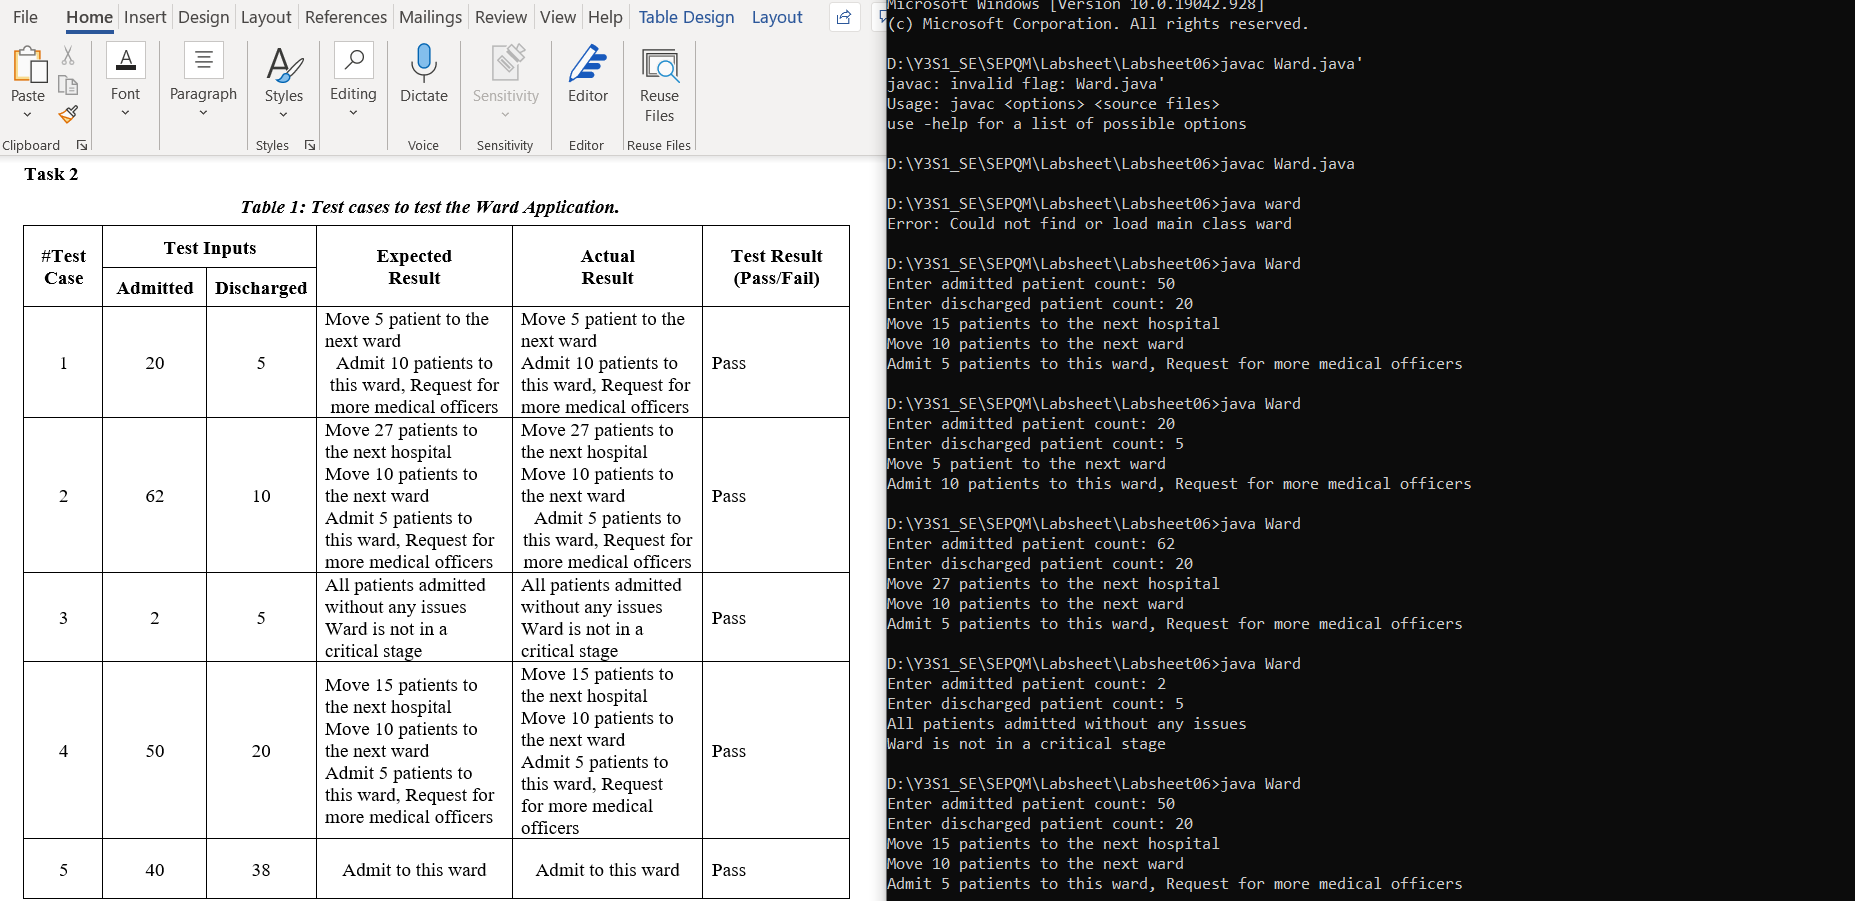 File Home Insert Design Layout References Mailings Review View Help Table Design Layout
Paste
Font
Paragraph
Styles
Editing
Dictate
Sensitivity
Editor
Reuse
Files
Clipboard
Styles
Voice
Sensitivity
Editor
Reuse Files
Task 2
Table 1: Test cases to test the Ward Application.
#Test
Case
Test Inputs
Admitted
Discharged
Expected
Result
Actual
Result
Test Result
(Pass/Fail)
1
20
5
Move 5 patient to the
next ward
Admit 10 patients to
this ward, Request for
more medical officers
Move 5 patient to the
next ward
Admit 10 patients to
this ward, Request for
more medical officers
Pass
2
62
10
Move 27 patients to
the next hospital
Move 10 patients to
the next ward
Admit 5 patients to
this ward, Request for
more medical officers
Move 27 patients to
the next hospital
Move 10 patients to
the next ward
Admit 5 patients to
this ward, Request for
more medical officers
Pass
3
2
5
All patients admitted
without any issues
Ward is not in a
critical stage
All patients admitted
without any issues
Ward is not in a
critical stage
Pass
4
50
20
Move 15 patients to
the next hospital
Move 10 patients to
the next ward
Admit 5 patients to
this ward, Request for
more medical officers
Move 15 patients to
the next hospital
Move 10 patients to
the next ward
Admit 5 patients to
this ward, Request
for more medical
officers
Pass
5
40
38
Admit to this ward
Admit to this ward
Pass
Microsoft Windows [Version 10.0.19042.928]
(c) Microsoft Corporation. All rights reserved.
D:\Y3S1_SE\SEPQM\Labsheet\Labsheet06>javac Ward.java'
javac: invalid flag: Ward.java'
Usage: javac <options> <source files>
use -help for a list of possible options
D:\Y3S1_SE\SEPQM\Labsheet\Labsheet06>javac Ward.java
D:\Y3S1_SE\SEPQM\Labsheet\Labsheet06>java ward
Error: Could not find or load main class ward
D:\Y3S1_SE\SEPQM\Labsheet\Labsheet06>java Ward
Enter admitted patient count: 50
Enter discharged patient count: 20
Move 15 patients to the next hospital
Move 10 patients to the next ward
Admit 5 patients to this ward, Request for more medical officers
D:\Y3S1_SE\SEPQM\Labsheet\Labsheet06>java Ward
Enter admitted patient count: 20
Enter discharged patient count: 5
Move 5 patient to the next ward
Admit 10 patients to this ward, Request for more medical officers
D:\Y3S1_SE\SEPQM\Labsheet\Labsheet06>java Ward
Enter admitted patient count: 62
Enter discharged patient count: 20
Move 27 patients to the next hospital
Move 10 patients to the next ward
Admit 5 patients to this ward, Request for more medical officers
D:\Y3S1_SE\SEPQM\Labsheet\Labsheet06>java Ward
Enter admitted patient count: 2
Enter discharged patient count: 5
All patients admitted without any issues
Ward is not in a critical stage
D:\Y3S1_SE\SEPQM\Labsheet\Labsheet06>java Ward
Enter admitted patient count: 50
Enter discharged patient count: 20
Move 15 patients to the next hospital
Move 10 patients to the next ward
Admit 5 patients to this ward, Request for more medical officers